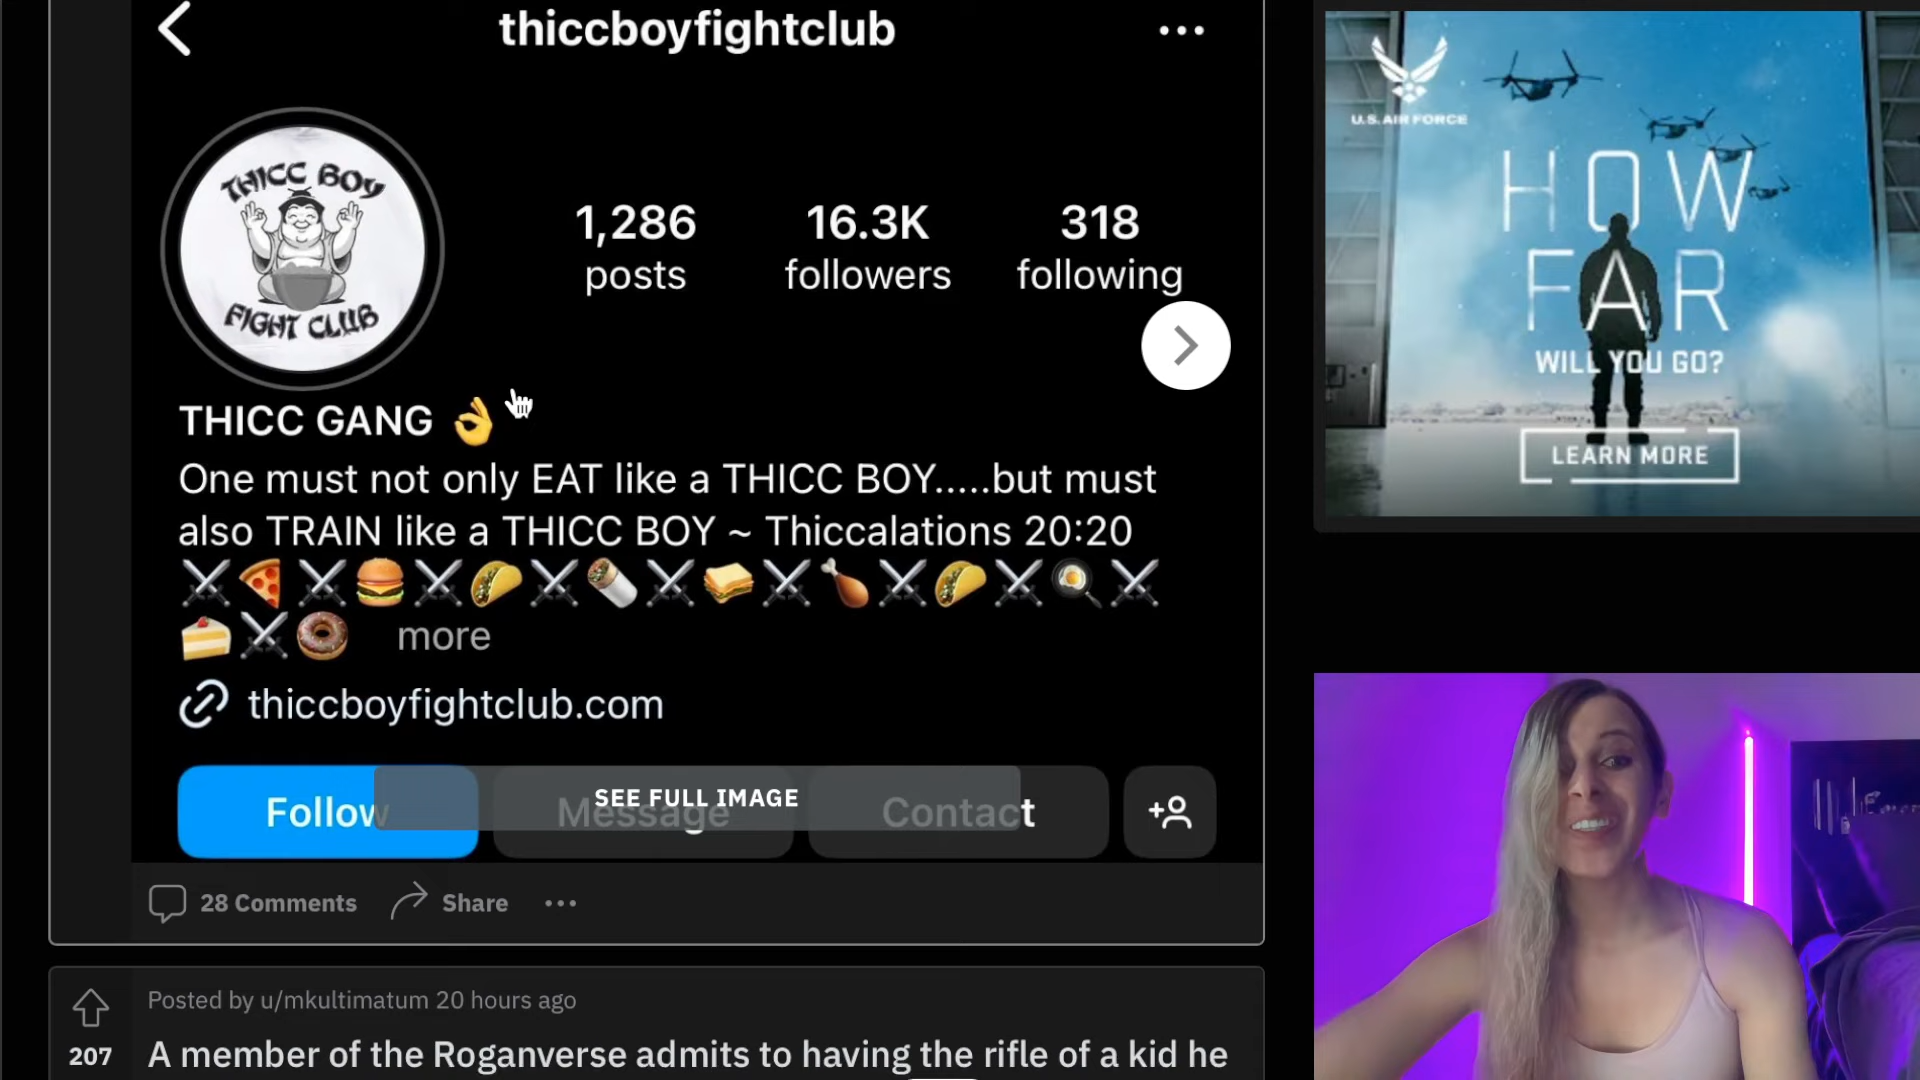 thiccboyfightclub
THICC BOY
FIGHT CLUB
1,286
posts
16.3K
followers
318
following
THICC GANG 👌
One must not only EAT like a THICC BOY.....but must
also TRAIN like a THICC BOY ~ Thiccalations 20:20
⚔️🍕⚔️🍔⚔️🌮⚔️🌯⚔️🥪⚔️🍗⚔️🌮⚔️🍳⚔️
🍰⚔️🍩 more
thiccboyfightclub.com
Follow
Message
Contact
SEE FULL IMAGE
28 Comments
Share
Posted by u/mkultimatum 20 hours ago
207
A member of the Roganverse admits to having the rifle of a kid he
U.S. AIR FORCE
HOW
FAR
WILL YOU GO?
LEARN MORE